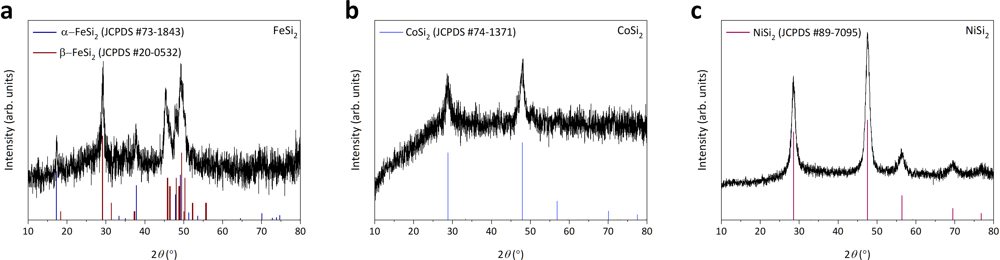 a
α–FeSi2 (JCPDS #73-1843)
FeSi2
β–FeSi2 (JCPDS #20-0532)
Intensity (arb. units)
10 20 30 40 50 60 70 80
2θ (°)
b
CoSi2 (JCPDS #74-1371)
CoSi2
Intensity (arb. units)
10 20 30 40 50 60 70 80
2θ (°)
c
NiSi2 (JCPDS #89-7095)
NiSi2
Intensity (arb. units)
10 20 30 40 50 60 70 80
2θ (°)